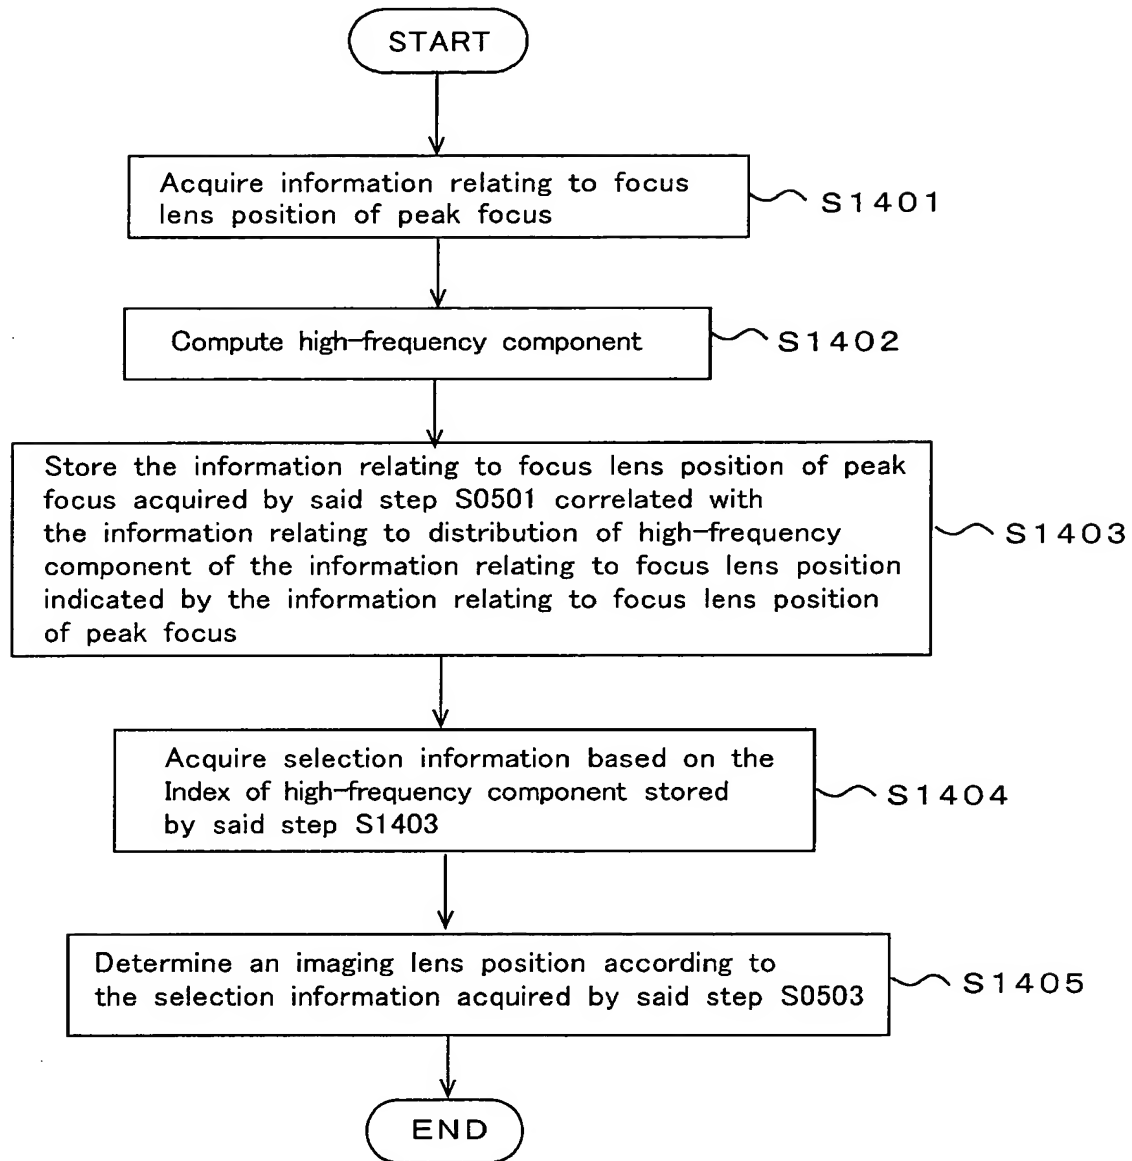 START
Acquire information relating to focus
lens position of peak focus
S1401
Compute high-frequency component
S1402
Store the information relating to focus lens position of peak
focus acquired by said step S0501 correlated with
the information relating to distribution of high-frequency
component of the information relating to focus lens position
indicated by the information relating to focus lens position
of peak focus
S1403
Acquire selection information based on the
Index of high-frequency component stored
by said step S1403
S1404
Determine an imaging lens position according to
the selection information acquired by said step S0503
S1405
END